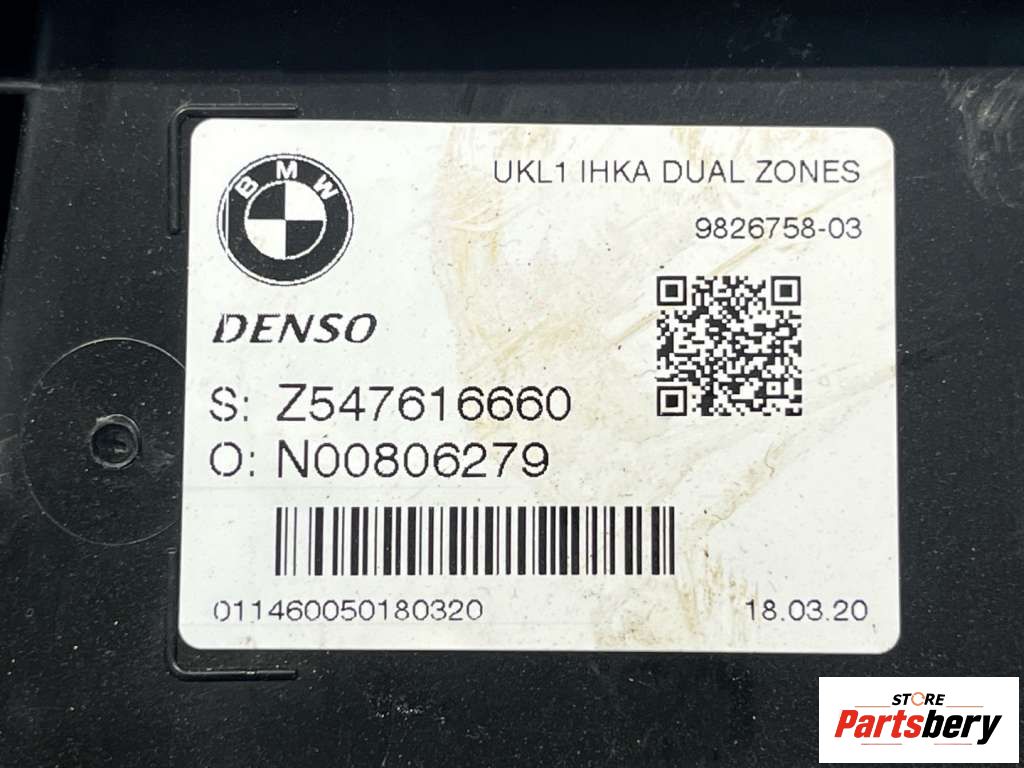 BMW
UKL1 IHKA DUAL ZONES
9826758-03
DENSO
S: Z547616660
O: N00806279
011460050180320
18.03.20
STORE
Partsbery